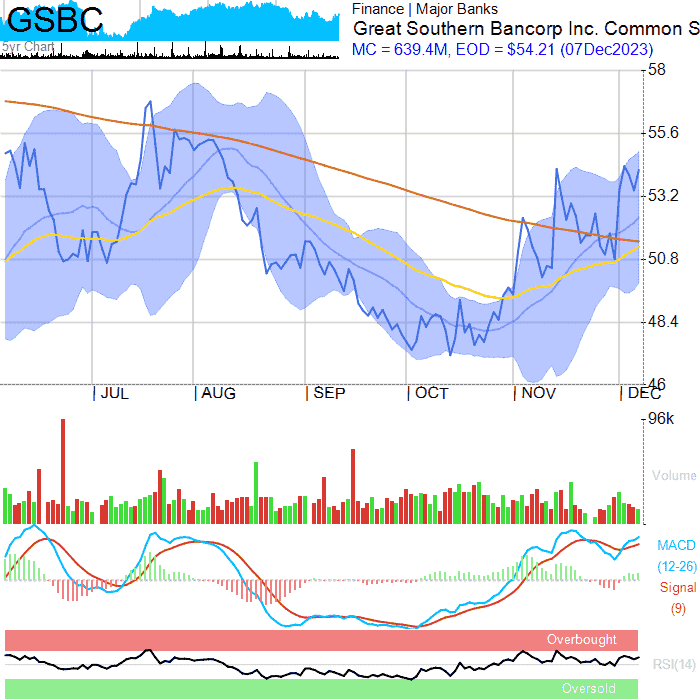 GSBC
5yr Chart
Finance | Major Banks
Great Southern Bancorp Inc. Common S
MC = 639.4M, EOD = $54.21 (07Dec2023)
58
55.6
53.2
50.8
48.4
46
JUL AUG SEP OCT NOV DEC
96k
Volume
MACD
(12-26)
Signal
(9)
Overbought
RSI(14)
Oversold